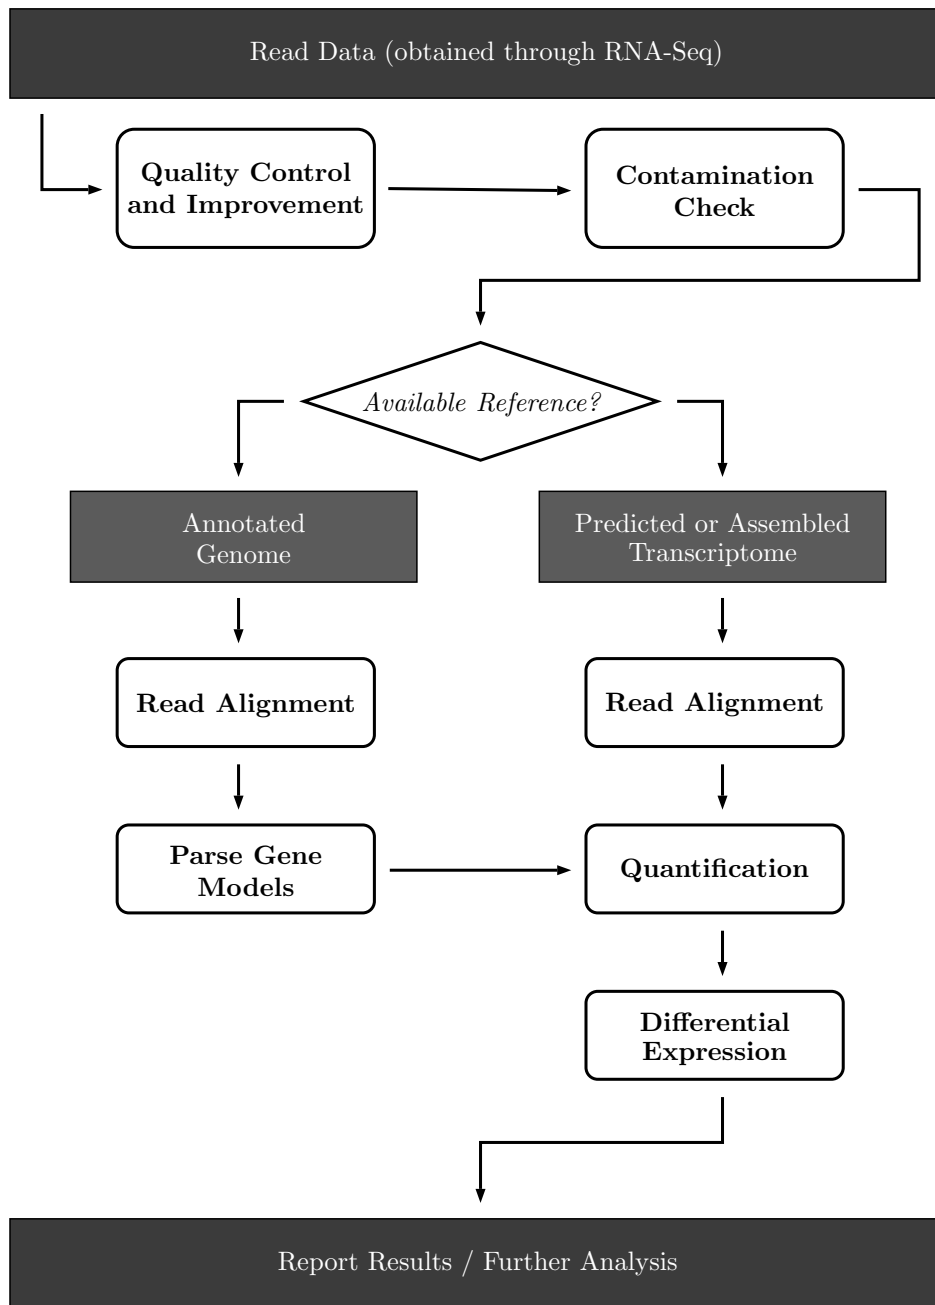 Read Data (obtained through RNA-Seq)
Quality Control
and Improvement
Contamination
Check
Available Reference?
Annotated
Genome
Predicted or Assembled
Transcriptome
Read Alignment
Read Alignment
Parse Gene
Models
Quantification
Differential
Expression
Report Results / Further Analysis